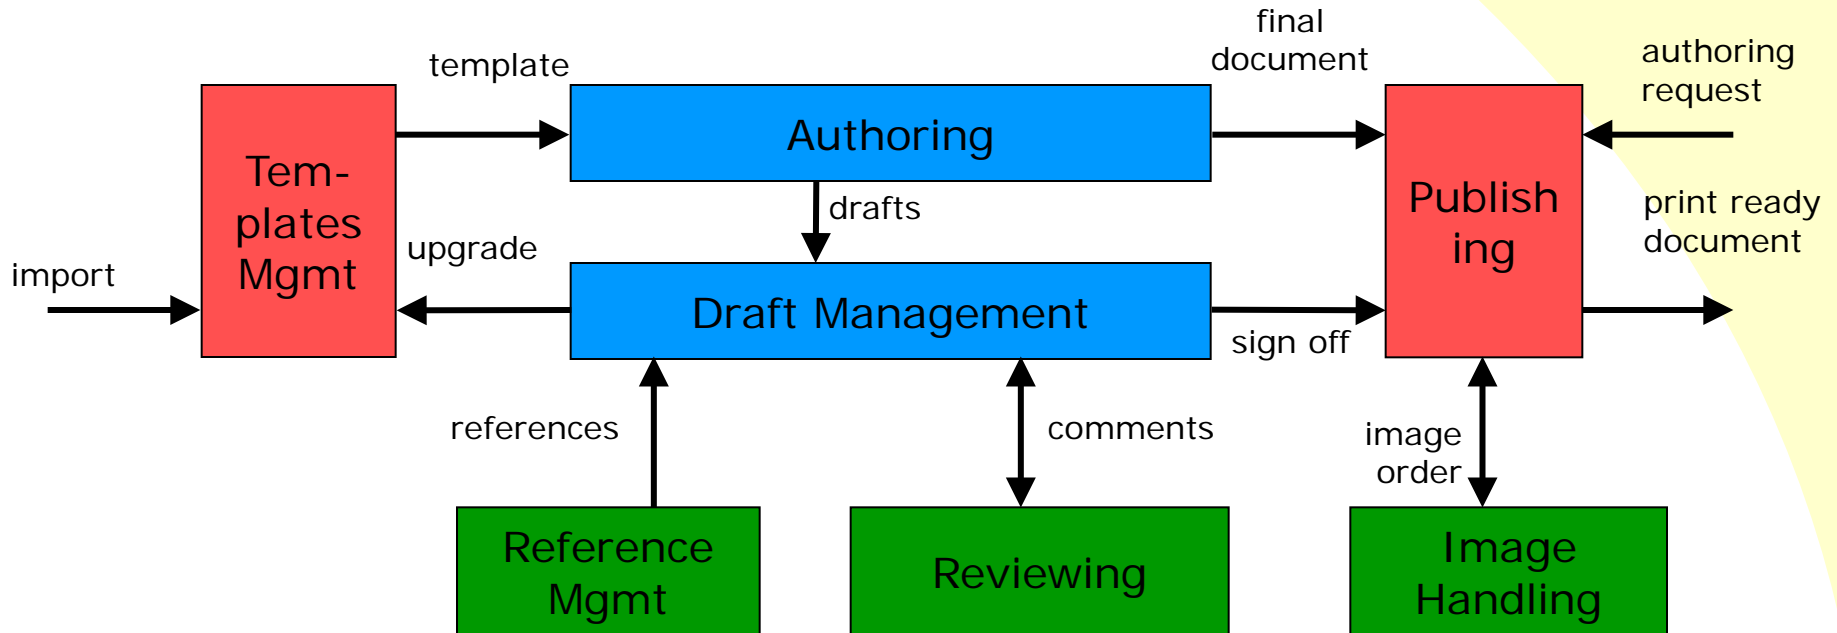 final
document
authoring
request
template
Authoring
Tem-
plates
Mgmt
Publish
ing
drafts
print ready
document
upgrade
import
Draft Management
sign off
references
comments
image
order
Reference
Mgmt
Reviewing
Image
Handling